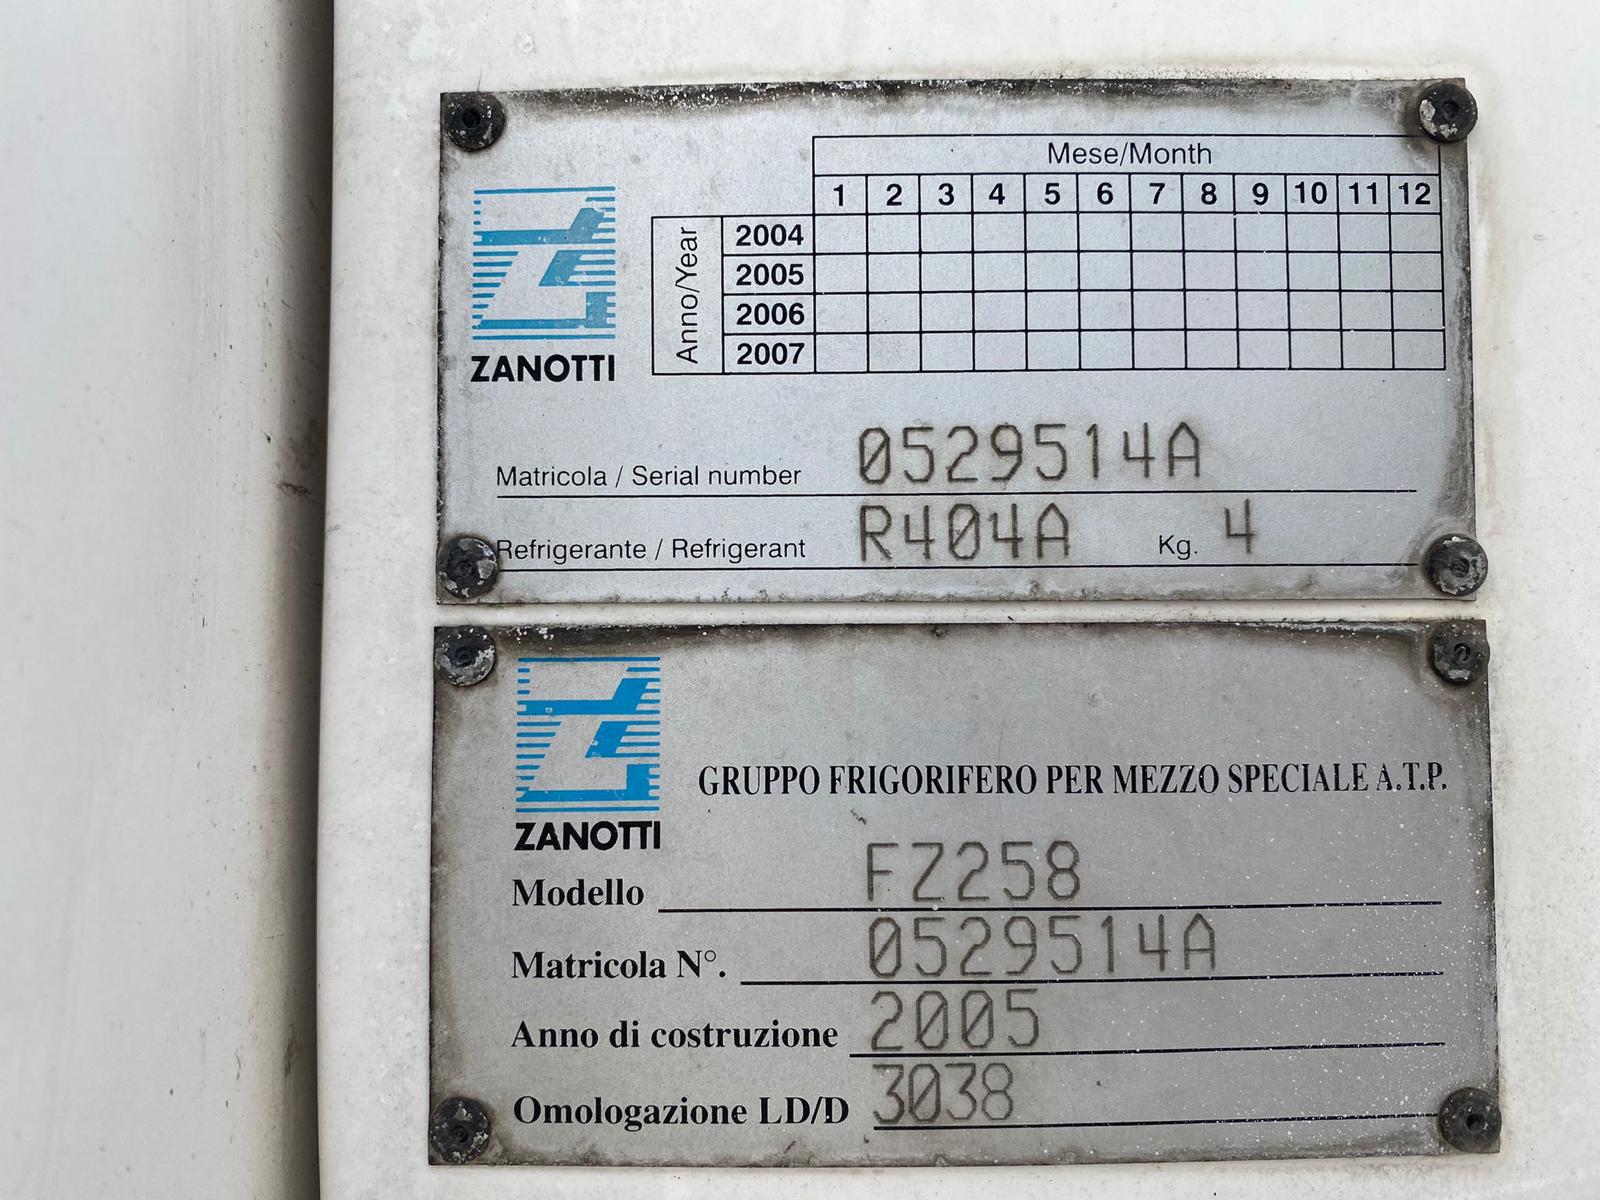 Mese/Month
1 2 3 4 5 6 7 8 9 10 11 12
Anno/Year
2004
2005
2006
2007
ZANOTTI
Matricola / Serial number 0529514A
Refrigerante / Refrigerant R404A Kg. 4
ZANOTTI
GRUPPO FRIGORIFERO PER MEZZO SPECIALE A.T.P.
Modello FZ258
Matricola N°. 0529514A
Anno di costruzione 2005
Omologazione LD/D 3038